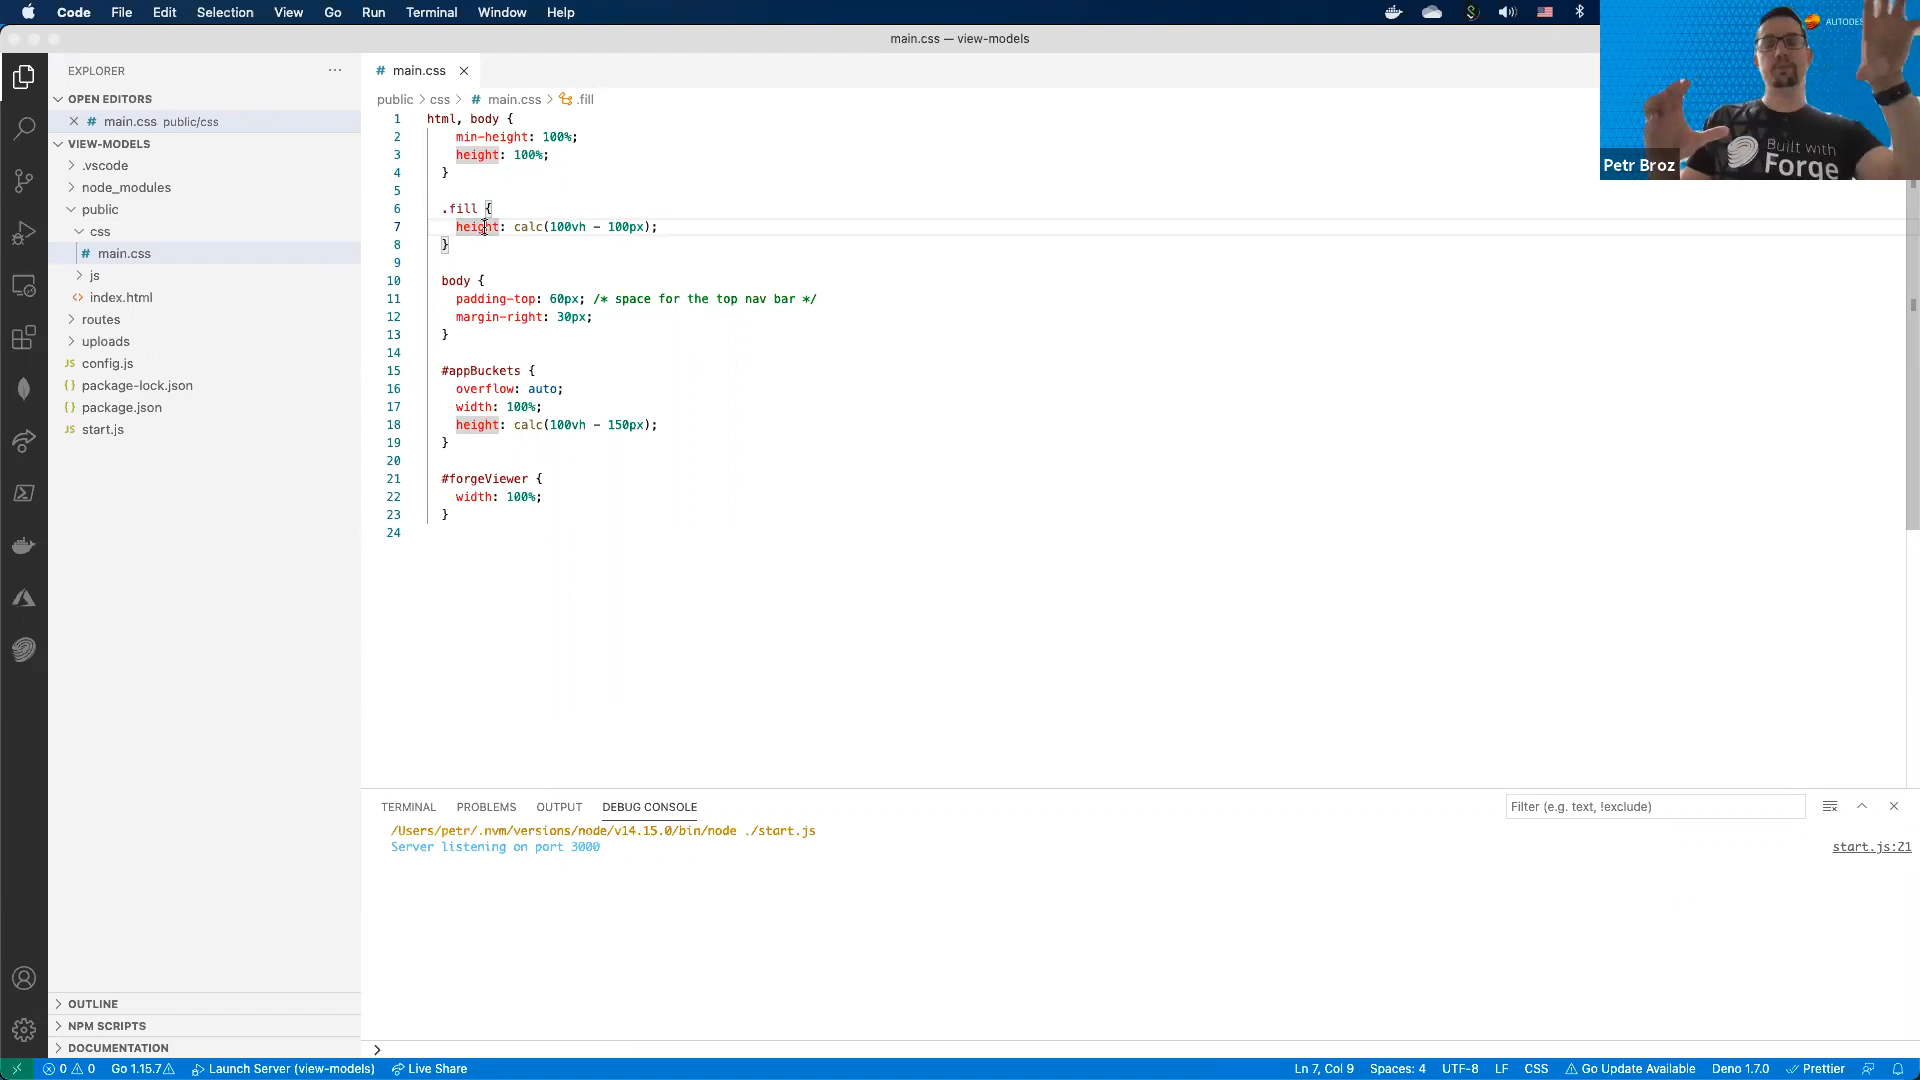 Code File Edit Selection View Go Run Terminal Window Help
main.css — view-models
AUTODES
Built with
Forge
Petr Broz
EXPLORER
OPEN EDITORS
main.css public/css
VIEW-MODELS
.vscode
node_modules
public
css
# main.css
js
<> index.html
routes
uploads
JS config.js
{} package-lock.json
{} package.json
JS start.js
OUTLINE
NPM SCRIPTS
DOCUMENTATION
# main.css
public > css > # main.css > .fill
1 html, body {
2 min-height: 100%;
3 height: 100%;
4 }
5
6 .fill {
7 height: calc(100vh - 100px);
8 }
9
10 body {
11 padding-top: 60px; /* space for the top nav bar */
12 margin-right: 30px;
13 }
14
15 #appBuckets {
16 overflow: auto;
17 width: 100%;
18 height: calc(100vh - 150px);
19 }
20
21 #forgeViewer {
22 width: 100%;
23 }
24
TERMINAL PROBLEMS OUTPUT DEBUG CONSOLE
Filter (e.g. text, !exclude)
/Users/petr/.nvm/versions/node/v14.15.0/bin/node ./start.js
Server listening on port 3000
start.js:21
>
0 0 Go 1.15.7 Launch Server (view-models) Live Share
Ln 7, Col 9 Spaces: 4 UTF-8 LF CSS Go Update Available Deno 1.7.0 Prettier